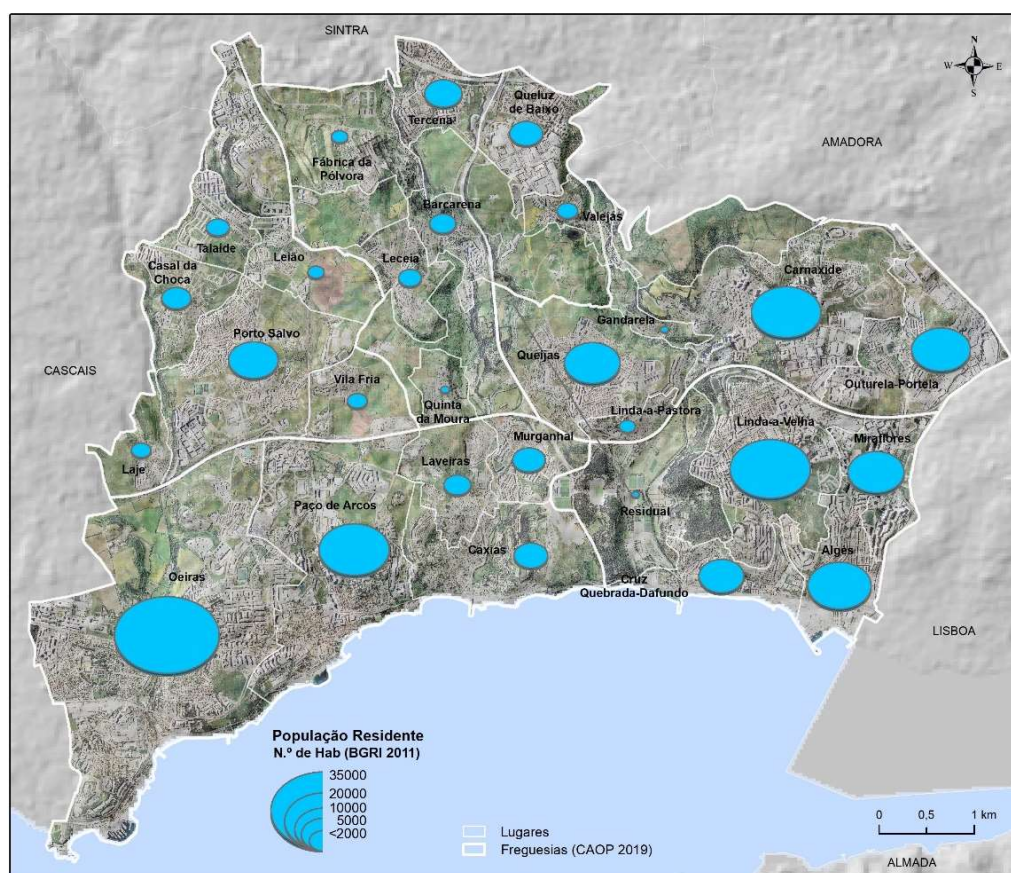 SINTRA
N
W E
S
Queluz
de Baixo
Tercena
AMADORA
Fábrica da
Pólvora
Barcarena
Valejas
Talaíde
Leião
Leceia
Casal da
Choca
Carnaxide
Gandarela
Porto Salvo
Queijas
CASCAIS
Vila Fria
Outurela-Portela
Quinta
da Moura
Linda-a-Pastora
Linda-a-Velha
Miraflores
Murganhal
Laje
Laveiras
Paço de Arcos
Residual
Caxias
Algés
Oeiras
Cruz
Quebrada-Dafundo
LISBOA
População Residente
N.º de Hab (BGRI 2011)
35000
20000
10000
5000
<2000
0 0,5 1 km
Lugares
Freguesias (CAOP 2019)
ALMADA